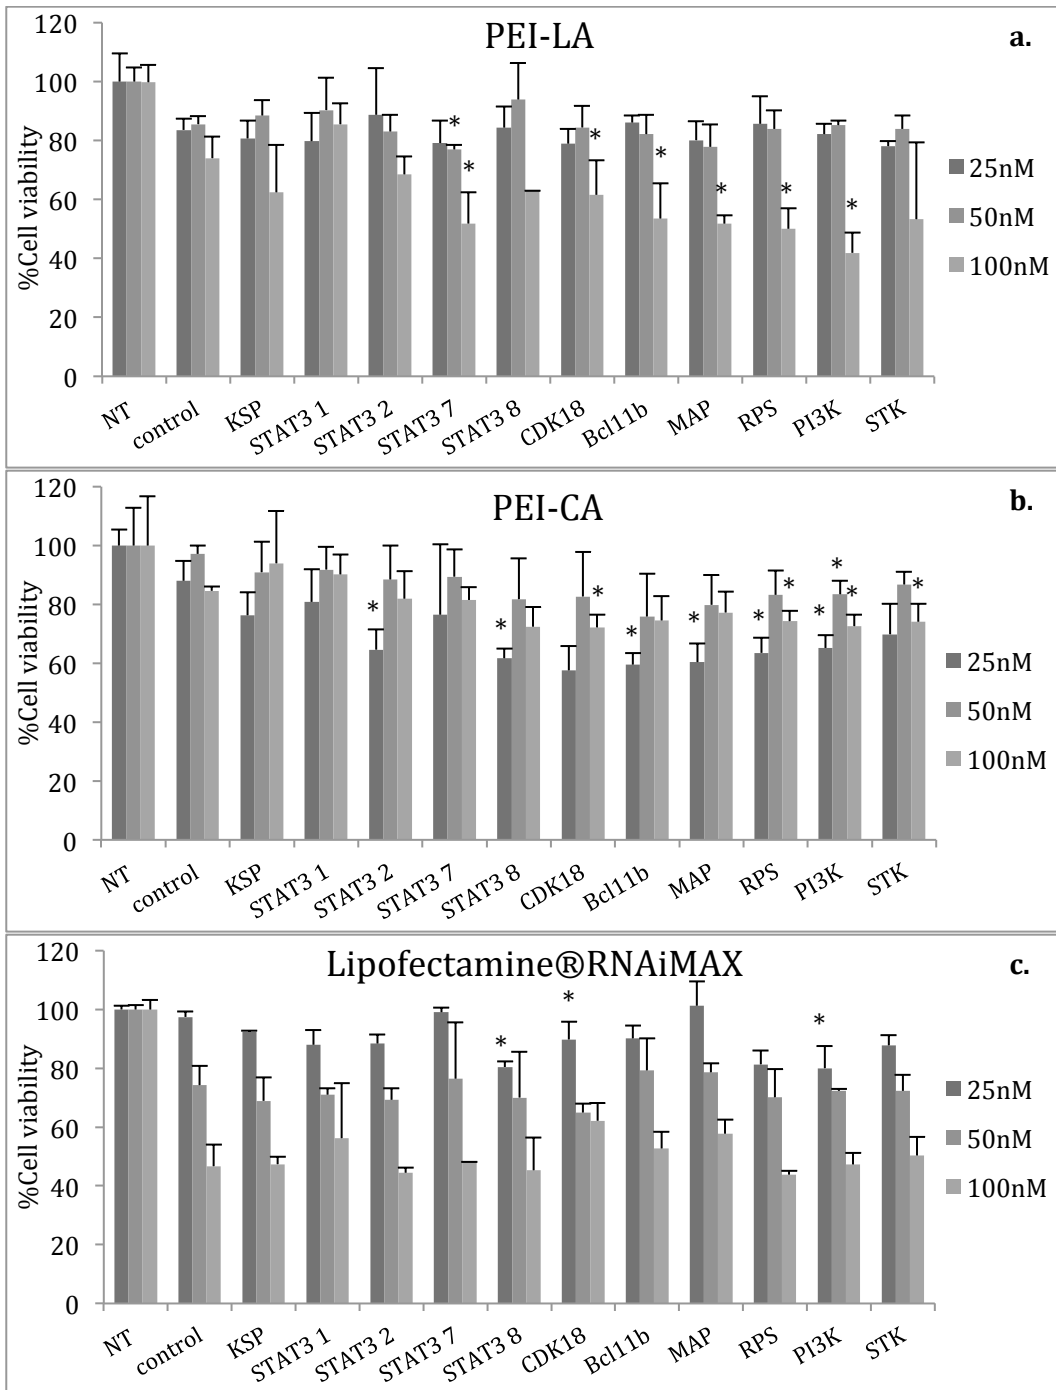 PEI-LA
a.
%Cell viability
120
100
80
60
40
20
0
* * * * * * *
25nM
50nM
100nM
NT control KSP STAT3 1 STAT3 2 STAT3 7 STAT3 8 CDK18 Bcl11b MAP RPS PI3K STK
PEI-CA
b.
%Cell viability
120
100
80
60
40
20
0
* * * * * * * * * * *
25nM
50nM
100nM
NT control KSP STAT3 1 STAT3 2 STAT3 7 STAT3 8 CDK18 Bcl11b MAP RPS PI3K STK
Lipofectamine®RNAiMAX
c.
%Cell viability
120
100
80
60
40
20
0
* * *
25nM
50nM
100nM
NT control KSP STAT3 1 STAT3 2 STAT3 7 STAT3 8 CDK18 Bcl11b MAP RPS PI3K STK